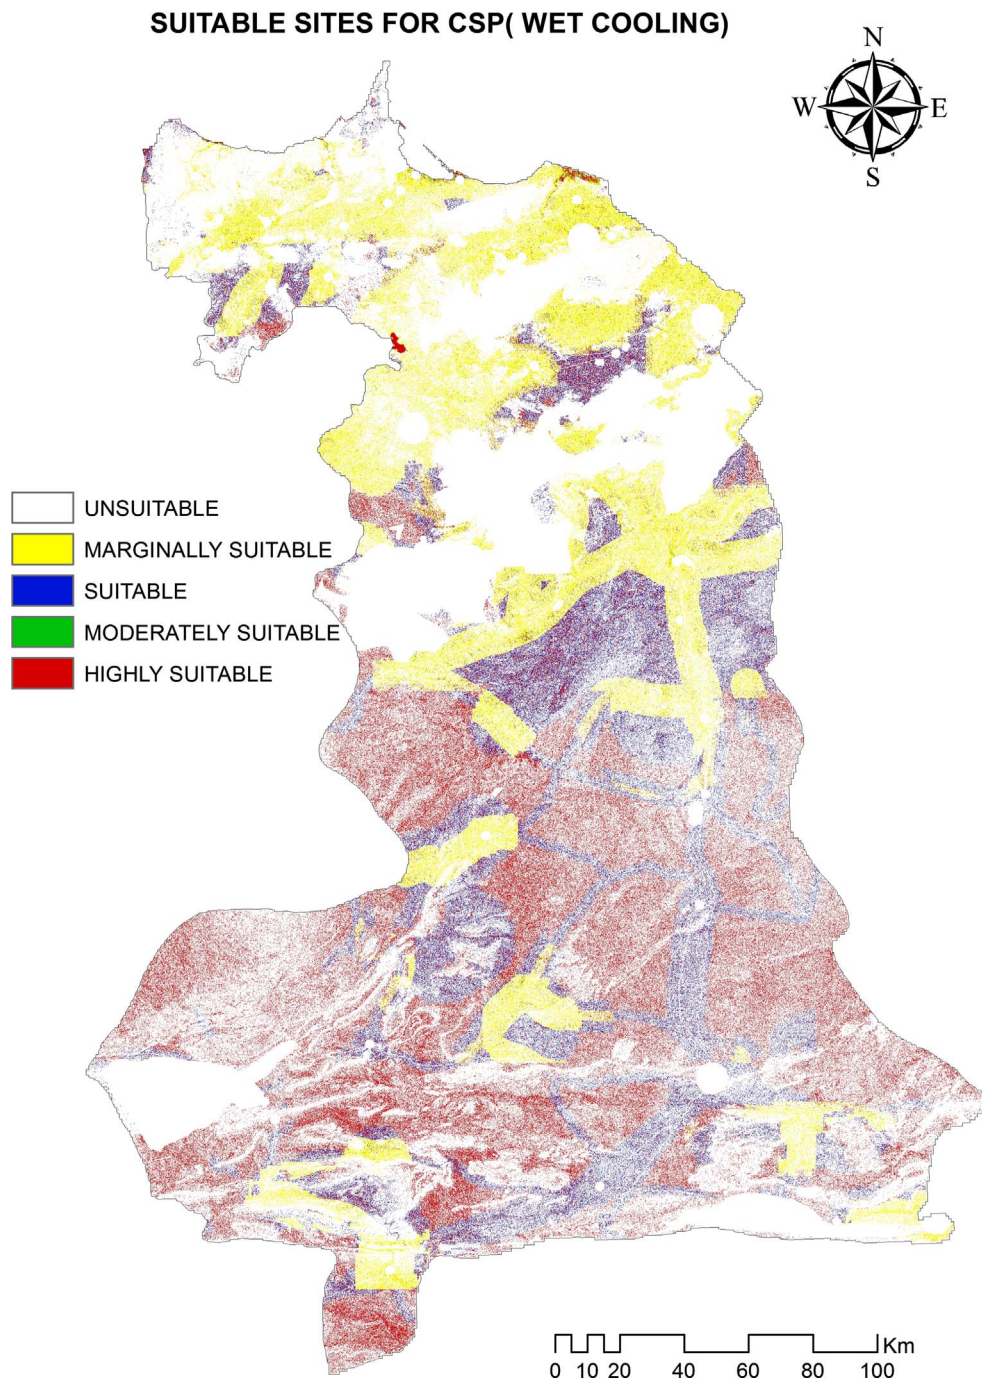 SUITABLE SITES FOR CSP( WET COOLING)
N
W E
S
UNSUITABLE
MARGINALLY SUITABLE
SUITABLE
MODERATELY SUITABLE
HIGHLY SUITABLE
Km
0 10 20 40 60 80 100